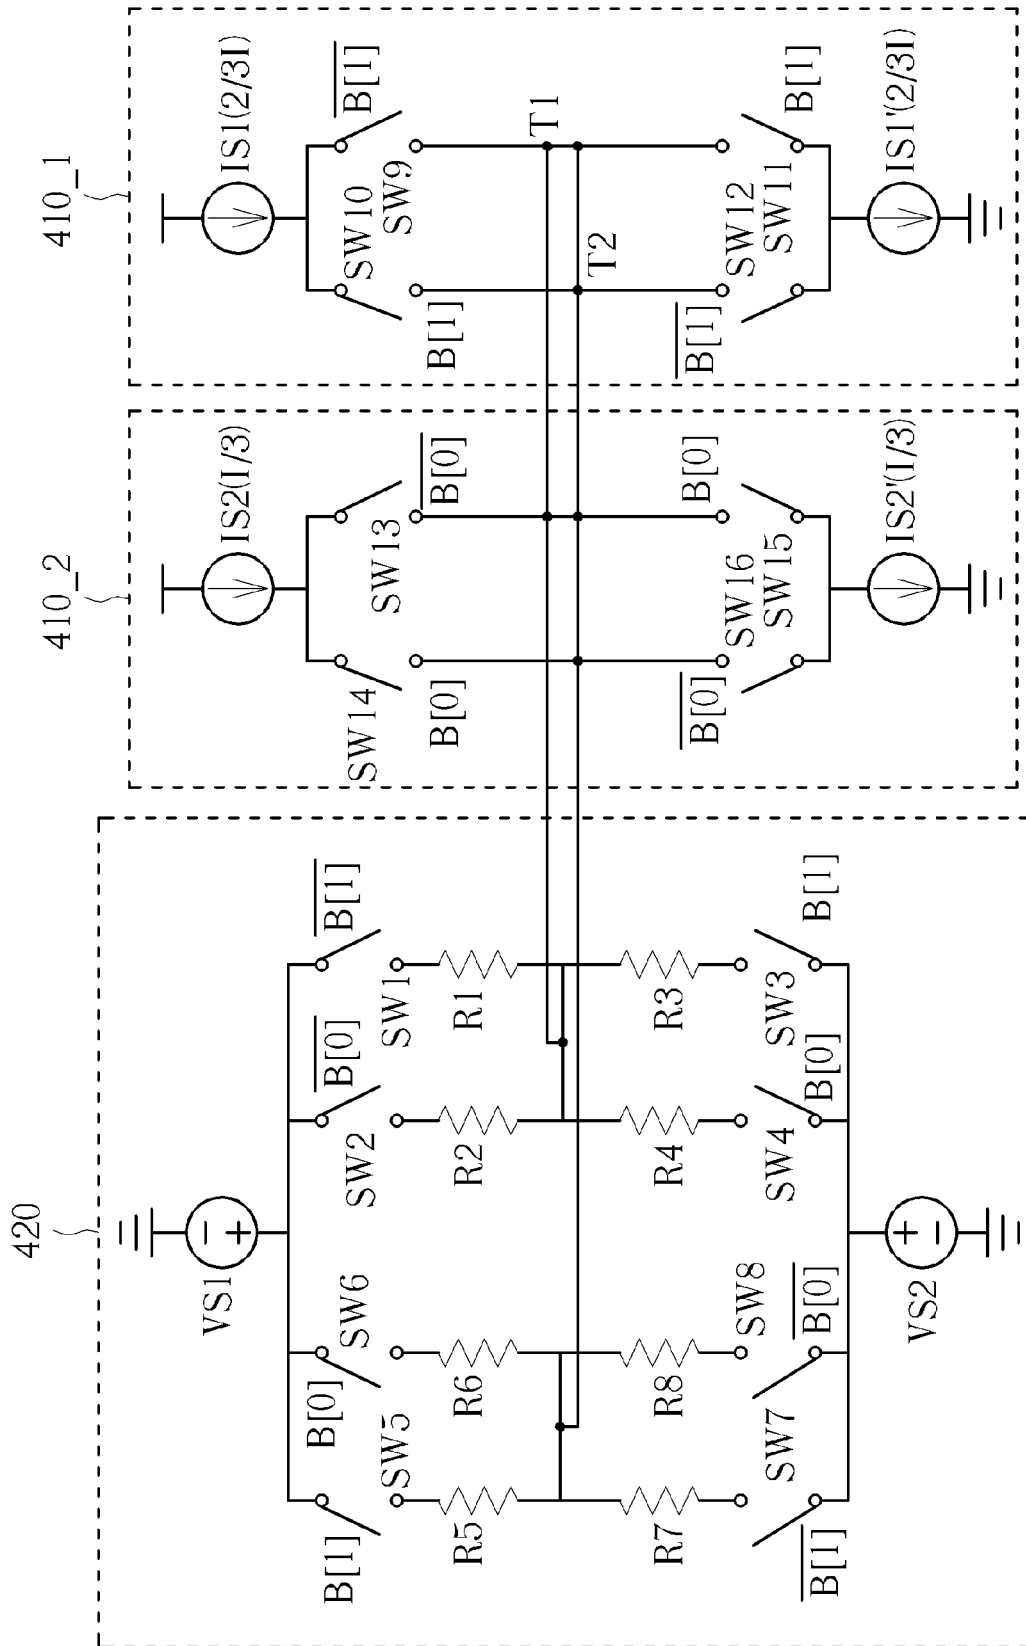 420
410_2
410_1
VS1
B[1]
SW5
B[0]
SW6
B[0]
SW2
B[1]
SW1
R5
R6
R2
R1
R7
R8
R4
R3
SW7
B[1]
SW8
B[0]
SW4
B[0]
SW3
B[1]
VS2
IS2(I/3)
SW14
B[0]
SW13
B[0]
SW16
B[0]
SW15
B[0]
IS2'(I/3)
IS1(2/3I)
SW10
B[1]
SW9
B[1]
T1
T2
SW12
B[1]
SW11
B[1]
IS1'(2/3I)